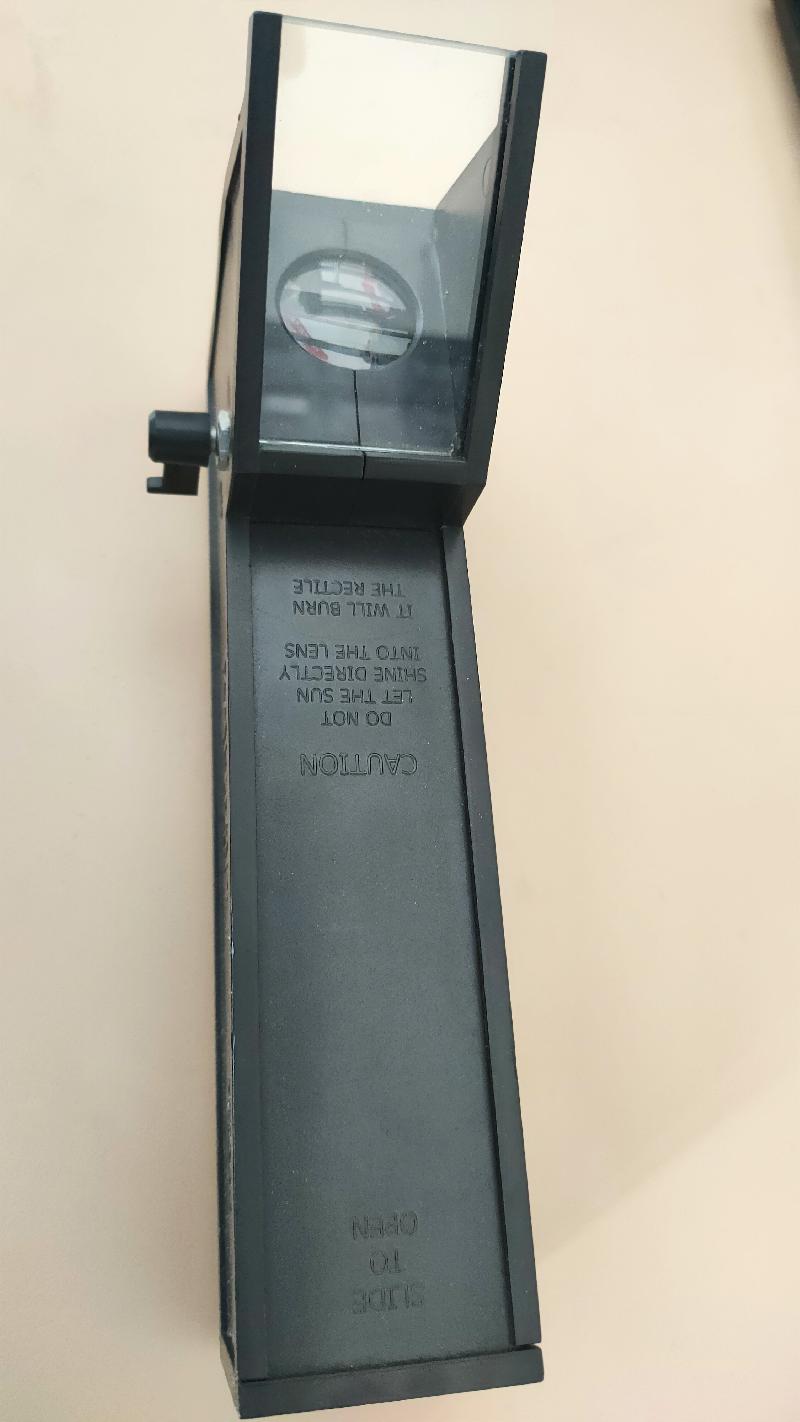 SLIDE
TO
OPEN
CAUTION
DO NOT
LET THE SUN
SHINE DIRECTLY
INTO THE LENS
IT WILL BURN
THE RECTILE